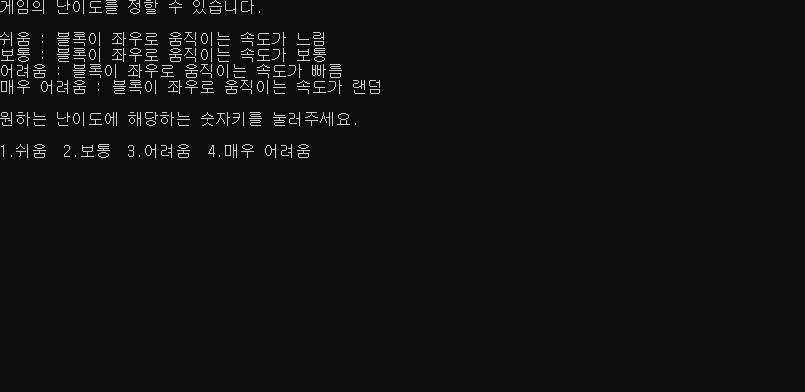 게임의 난이도를 정할 수 있습니다.
쉬움 : 블록이 좌우로 움직이는 속도가 느림
보통 : 블록이 좌우로 움직이는 속도가 보통
어려움 : 블록이 좌우로 움직이는 속도가 빠름
매우 어려움 : 블록이 좌우로 움직이는 속도가 랜덤
원하는 난이도에 해당하는 숫자키를 눌러주세요.
1.쉬움 2.보통 3.어려움 4.매우 어려움